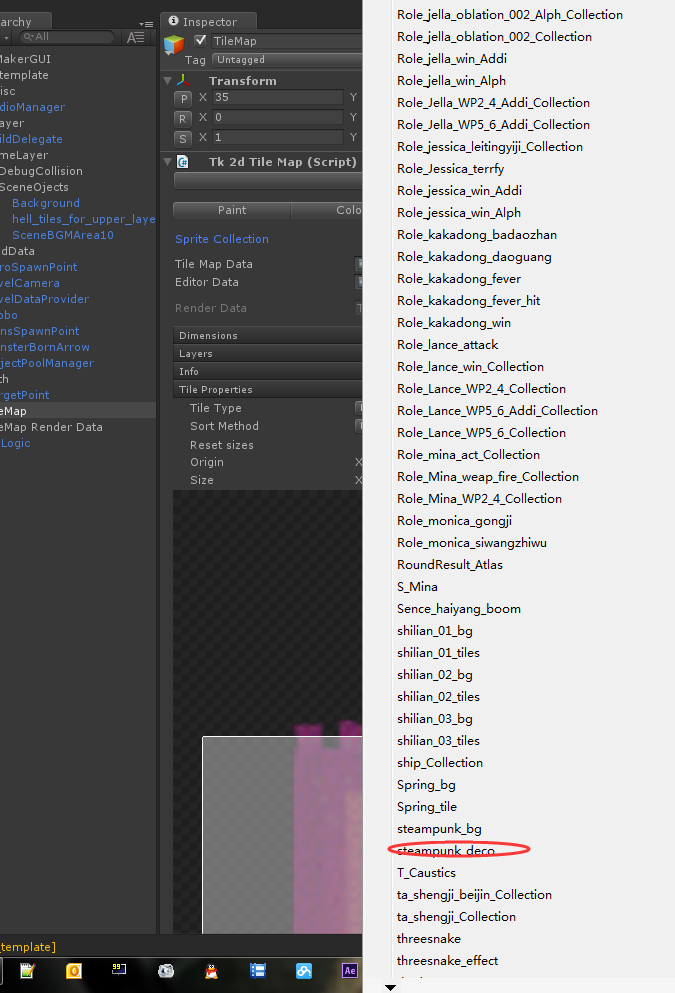 archy
All
MakerGUI
template
isc
dioManager
ayer
ildDelegate
meLayer
DebugCollision
SceneOjects
Background
hell_tiles_for_upper_laye
SceneBGMArea10
dData
roSpawnPoint
velCamera
velDataProvider
obo
nsSpawnPoint
nsterBornArrow
jectPoolManager
th
rgetPoint
eMap
eMap Render Data
Logic
template]
Inspector
TileMap
Tag Untagged
Transform
P X 35 Y
R X 0 Y
S X 1 Y
Tk 2d Tile Map (Script)
Paint Colo
Sprite Collection
Tile Map Data
Editor Data
Render Data
Dimensions
Layers
Info
Tile Properties
Tile Type
Sort Method
Reset sizes
Origin X
Size X
Role_jella_oblation_002_Alph_Collection
Role_jella_oblation_002_Collection
Role_jella_win_Addi
Role_jella_win_Alph
Role_Jella_WP2_4_Addi_Collection
Role_Jella_WP5_6_Addi_Collection
Role_jessica_leitingyiji_Collection
Role_Jessica_terrfy
Role_jessica_win_Addi
Role_jessica_win_Alph
Role_kakadong_badaozhan
Role_kakadong_daoguang
Role_kakadong_fever
Role_kakadong_fever_hit
Role_kakadong_win
Role_lance_attack
Role_lance_win_Collection
Role_Lance_WP2_4_Collection
Role_Lance_WP5_6_Addi_Collection
Role_Lance_WP5_6_Collection
Role_mina_act_Collection
Role_Mina_weap_fire_Collection
Role_Mina_WP2_4_Collection
Role_monica_gongji
Role_monica_siwangzhiwu
RoundResult_Atlas
S_Mina
Sence_haiyang_boom
shilian_01_bg
shilian_01_tiles
shilian_02_bg
shilian_02_tiles
shilian_03_bg
shilian_03_tiles
ship_Collection
Spring_bg
Spring_tile
steampunk_bg
steampunk_deco
T_Caustics
ta_shengji_beijin_Collection
ta_shengji_Collection
threesnake
threesnake_effect
99
Ae